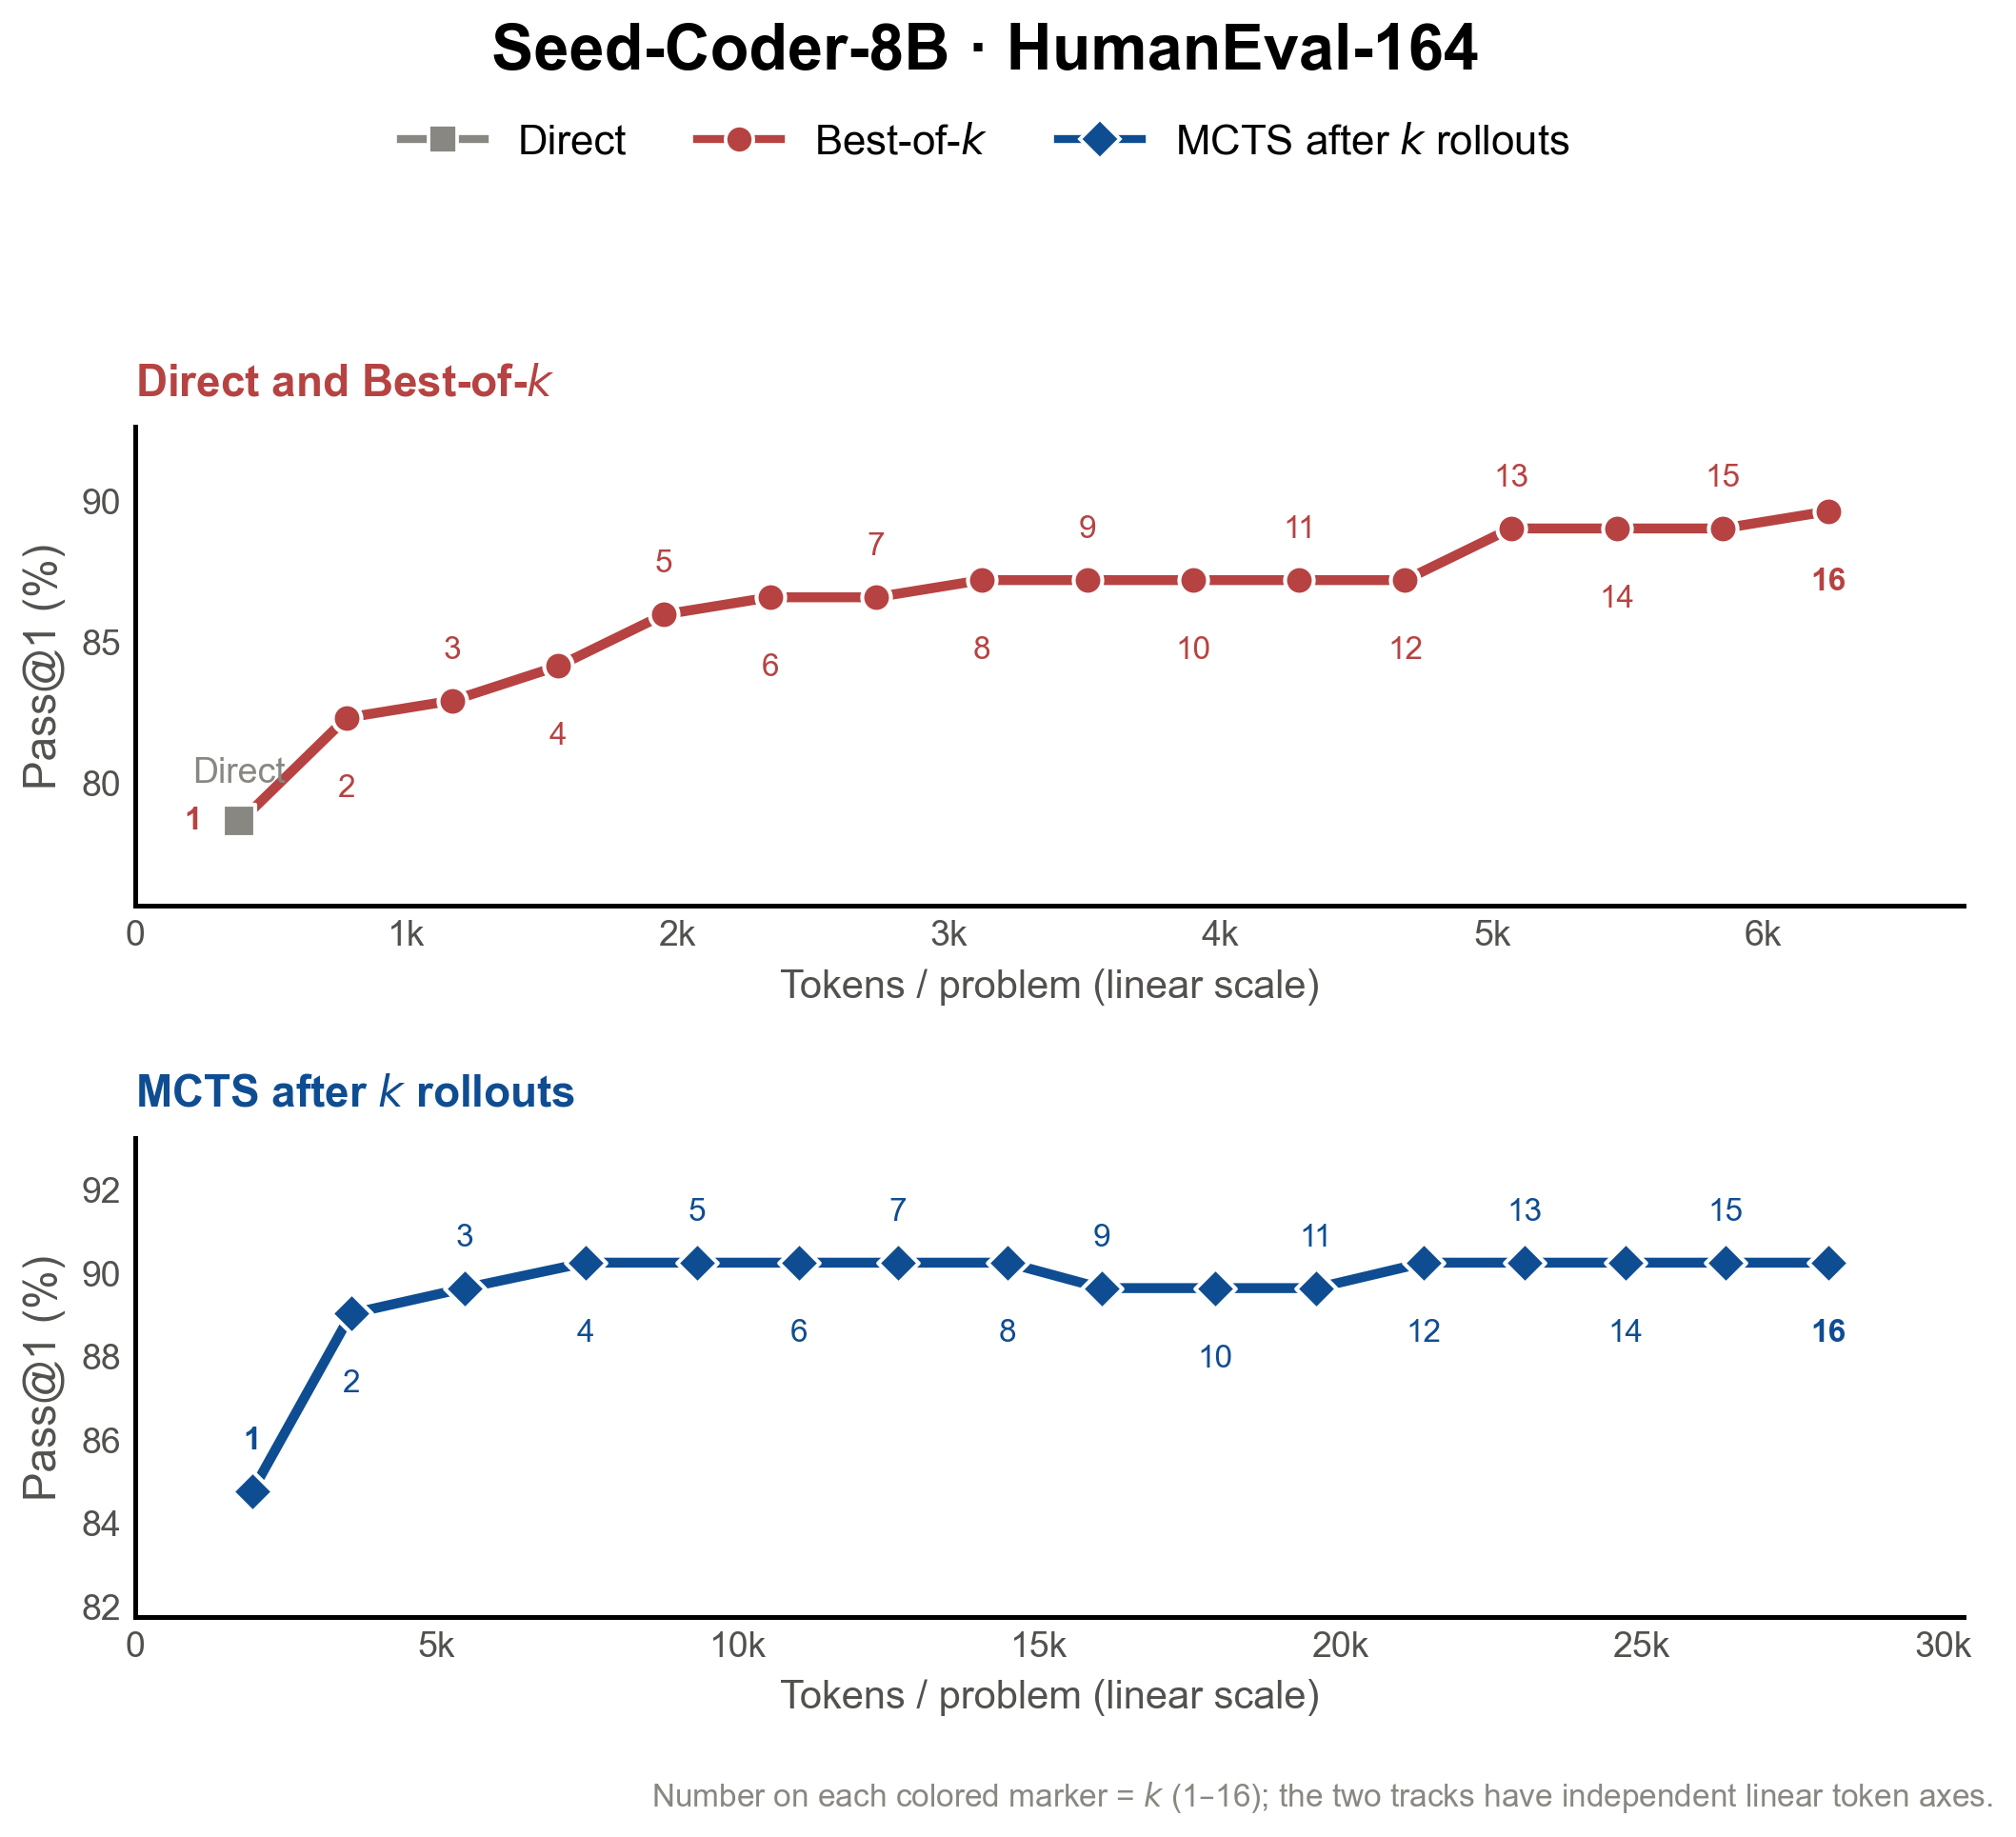 Seed-Coder-8B · HumanEval-164
Direct
Best-of-k
MCTS after k rollouts
Direct and Best-of-k
Pass@1 (%)
90
85
80
Direct
1
2
3
4
5
6
7
8
9
10
11
12
13
14
15
16
0 1k 2k 3k 4k 5k 6k
Tokens / problem (linear scale)
MCTS after k rollouts
Pass@1 (%)
92
90
88
86
84
82
1
2
3
4
5
6
7
8
9
10
11
12
13
14
15
16
0 5k 10k 15k 20k 25k 30k
Tokens / problem (linear scale)
Number on each colored marker = k (1–16); the two tracks have independent linear token axes.